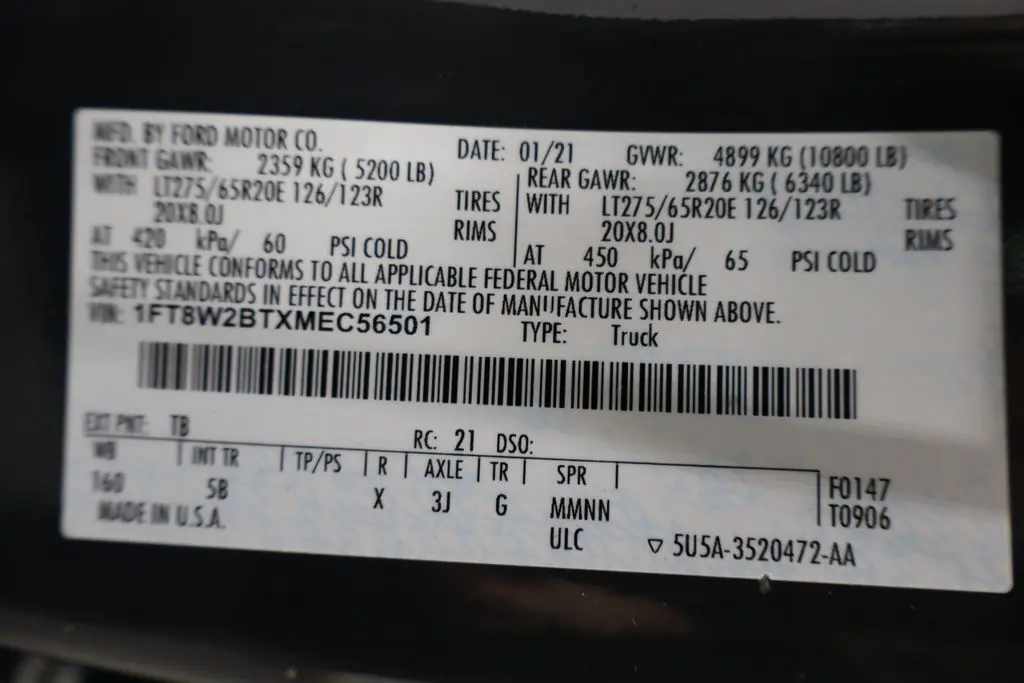 MFD. BY FORD MOTOR CO.
DATE: 01/21 GVWR: 4899 KG (10800 LB)
FRONT GAWR: 2359 KG ( 5200 LB)
REAR GAWR: 2876 KG ( 6340 LB)
WITH LT275/65R20E 126/123R TIRES
WITH LT275/65R20E 126/123R TIRES
20X8.0J RIMS
20X8.0J RIMS
AT 420 kPa/ 60 PSI COLD
AT 450 kPa/ 65 PSI COLD
THIS VEHICLE CONFORMS TO ALL APPLICABLE FEDERAL MOTOR VEHICLE
SAFETY STANDARDS IN EFFECT ON THE DATE OF MANUFACTURE SHOWN ABOVE.
VIN: 1FT8W2BTXMEC56501
TYPE: Truck
EXT PNT: TB
RC: 21 DSO:
WB INT TR TP/PS R AXLE TR SPR
160 5B X 3J G MMNN
F0147
T0906
MADE IN U.S.A.
ULC
▽ 5U5A-3520472-AA